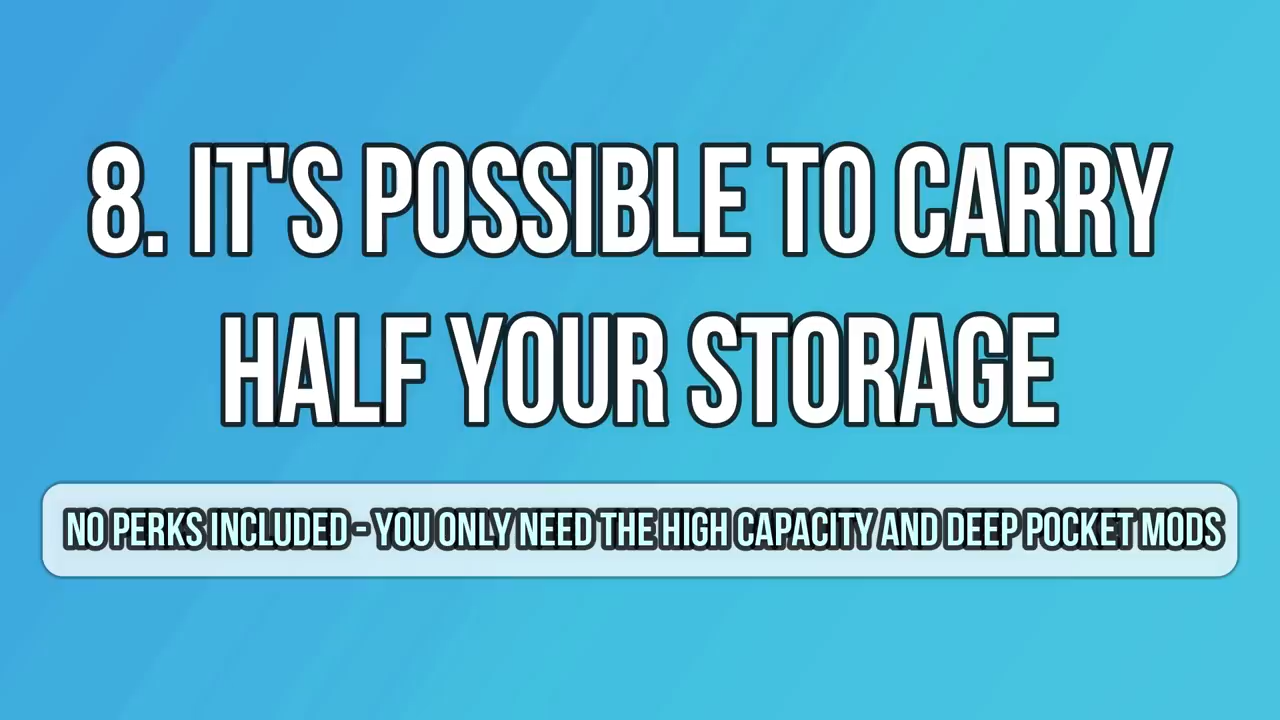 8. IT'S POSSIBLE TO CARRY
HALF YOUR STORAGE
NO PERKS INCLUDED - YOU ONLY NEED THE HIGH CAPACITY AND DEEP POCKET MODS